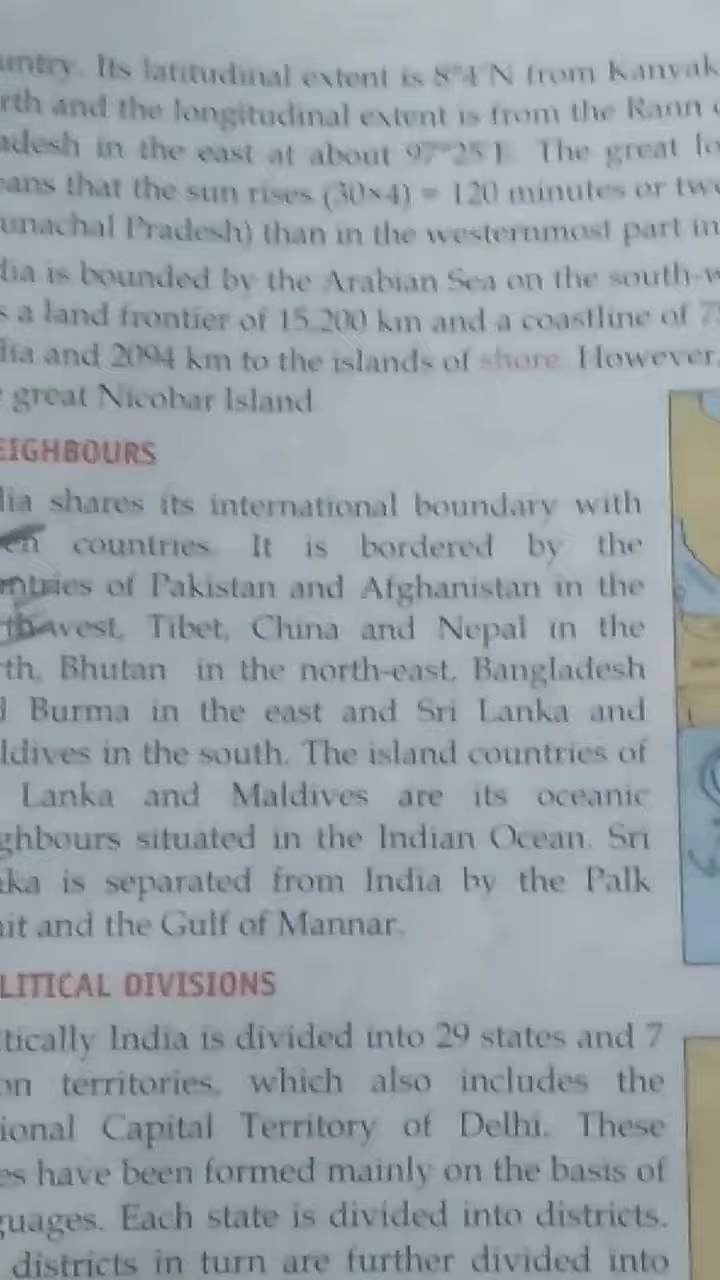 untry. Its latitudinal extent is 8°4'N from Kanyak
rth and the longitudinal extent is from the Rann
adesh in the east at about 97°25'E. The great lo
eans that the sun rises (30×4) = 120 minutes or tw
unachal Pradesh) than in the westernmost part in
dia is bounded by the Arabian Sea on the south-w
s a land frontier of 15,200 km and a coastline of 7
dia and 2094 km to the islands of shore. However,
great Nicobar Island
EIGHBOURS
dia shares its international boundary with
en countries. It is bordered by the
ntries of Pakistan and Afghanistan in the
th-west, Tibet, China and Nepal in the
rth, Bhutan in the north-east, Bangladesh
d Burma in the east and Sri Lanka and
ldives in the south. The island countries of
Lanka and Maldives are its oceanic
ghbours situated in the Indian Ocean. Sri
nka is separated from India by the Palk
ait and the Gulf of Mannar.
LITICAL DIVISIONS
tically India is divided into 29 states and 7
on territories, which also includes the
ional Capital Territory of Delhi. These
es have been formed mainly on the basis of
guages. Each state is divided into districts.
districts in turn are further divided into